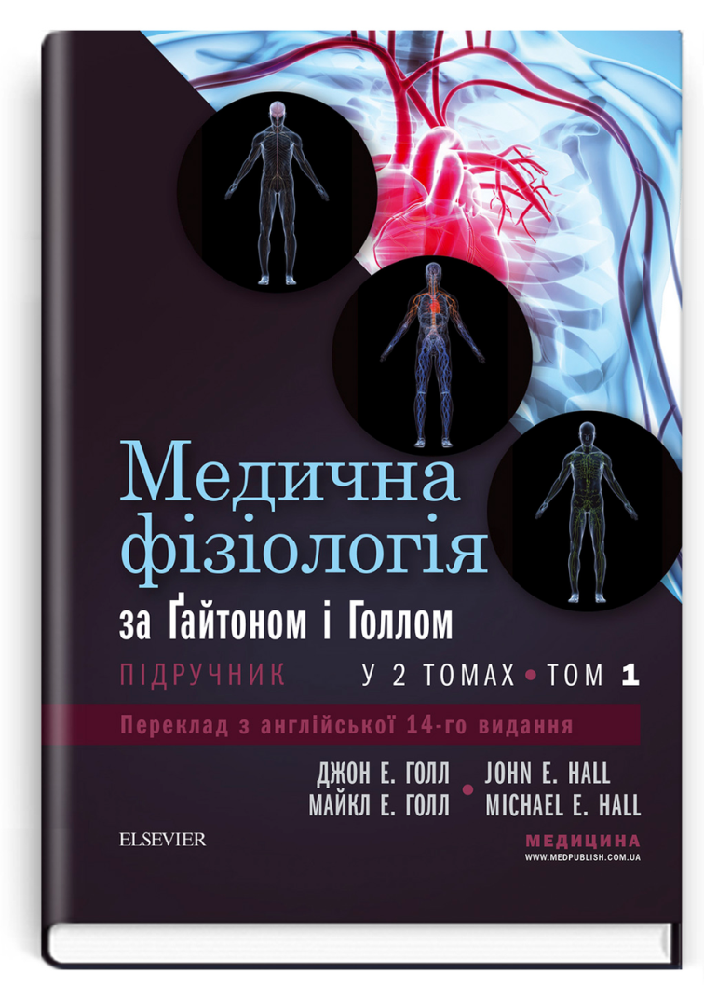 Медична
фізіологія
за Ґайтоном і Голлом
ПІДРУЧНИК У 2 ТОМАХ • ТОМ 1
Переклад з англійської 14-го видання
ДЖОН Е. ГОЛЛ • JOHN E. HALL
МАЙКЛ Е. ГОЛЛ MICHAEL E. HALL
ELSEVIER МЕДИЦИНА
WWW.MEDPUBLISH.COM.UA